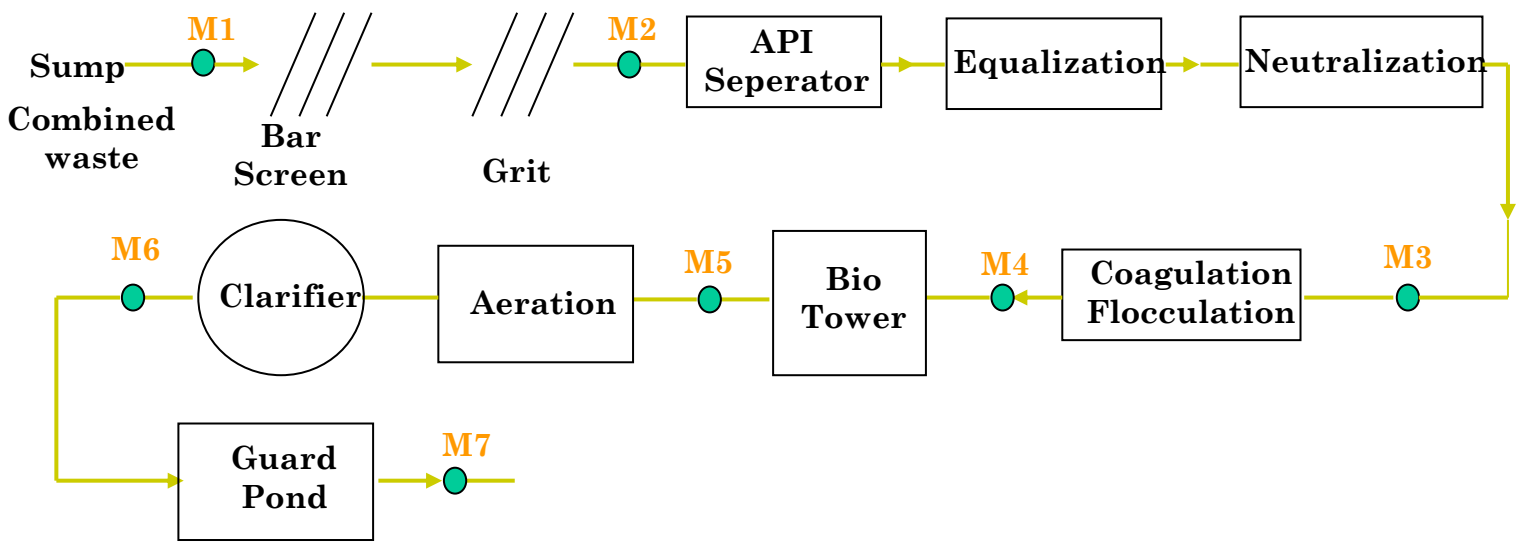 M1
M2
Sump
Combined
waste
Bar
Screen
Grit
API
Seperator
Equalization
Neutralization
M3
Coagulation
Flocculation
M4
Bio
Tower
M5
Aeration
Clarifier
M6
Guard
Pond
M7